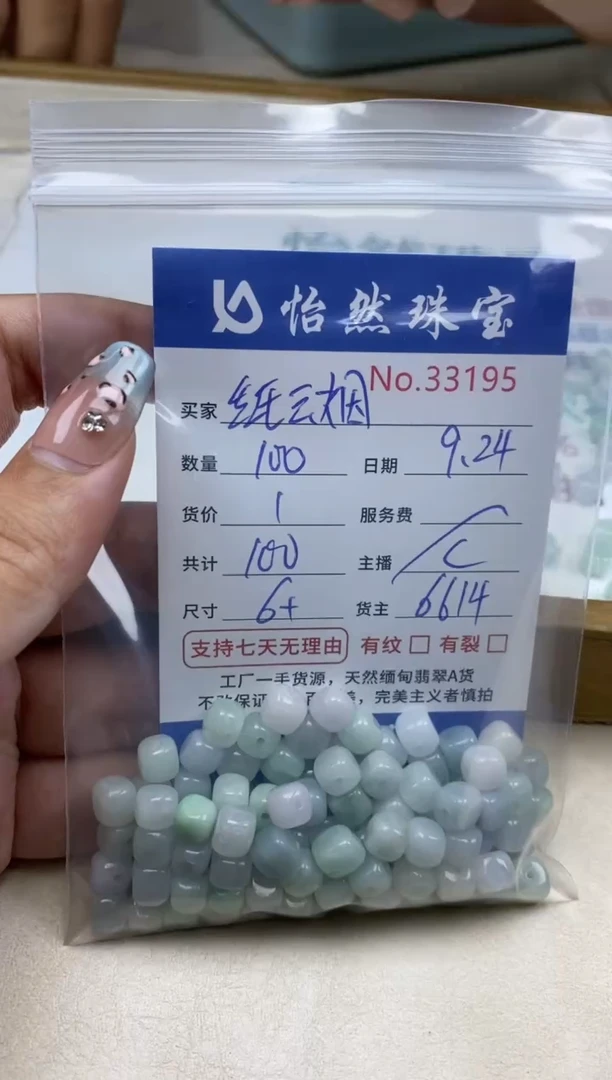 怡然珠宝
No.33195
买家 纸云烟
数量 100 日期 9.24
货价 1 服务费
共计 100 主播 C
尺寸 6+ 货主 6614
支持七天无理由 有纹 □ 有裂 □
工厂一手货源，天然缅甸翡翠A货
保证 ，完美主义者慎拍